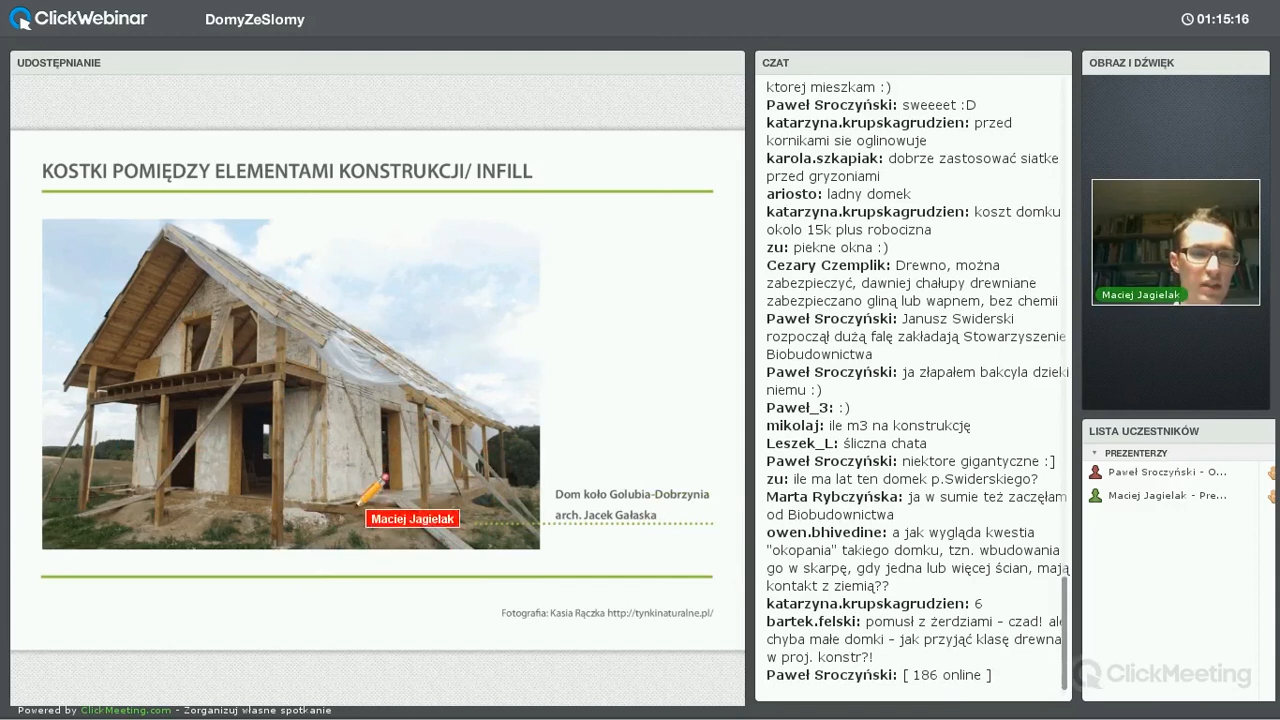 ClickWebinar
DomyZeSlomy
01:15:16
UDOSTĘPNIANIE
KOSTKI POMIĘDZY ELEMENTAMI KONSTRUKCJI/ INFILL
Dom koło Golubia-Dobrzynia
arch. Jacek Gałaska
Maciej Jagielak
Fotografia: Kasia Rączka http://tynkinaturalne.pl/
CZAT
ktorej mieszkam :)
Paweł Sroczyński: sweeeet :D
katarzyna.krupskagrudzien: przed
kornikami sie oglinowuje
karola.szkapiak: dobrze zastosować siatke
przed gryzoniami
ariosto: ladny domek
katarzyna.krupskagrudzien: koszt domku
okolo 15k plus robocizna
zu: piekne okna :)
Cezary Czemplik: Drewno, można
zabezpieczyć, dawniej chałupy drewniane
zabezpieczano gliną lub wapnem, bez chemii
Paweł Sroczyński: Janusz Swiderski
rozpoczął dużą falę zakładają Stowarzyszenie
Biobudownictwa
Paweł Sroczyński: ja złapałem bakcyla dzieki
niemu :)
Paweł_3: :)
mikolaj: ile m3 na konstrukcję
Leszek_L: śliczna chata
Paweł Sroczyński: niektore gigantyczne :]
zu: ile ma lat ten domek p.Swiderskiego?
Marta Rybczyńska: ja w sumie też zaczęłam
od Biobudownictwa
owen.bhivedine: a jak wygląda kwestia
"okopania" takiego domku, tzn. wbudowania
go w skarpę, gdy jedna lub więcej ścian, mają
kontakt z ziemią??
katarzyna.krupskagrudzien: 6
bartek.felski: pomusł z żerdziami - czad! ale
chyba małe domki - jak przyjąć klasę drewna
w proj. konstr?!
Paweł Sroczyński: [ 186 online ]
OBRAZ I DŹWIĘK
Maciej Jagielak
LISTA UCZESTNIKÓW
PREZENTERZY
Paweł Sroczyński - O...
Maciej Jagielak - Pre...
ClickMeeting
Powered by ClickMeeting.com - Zorganizuj własne spotkanie